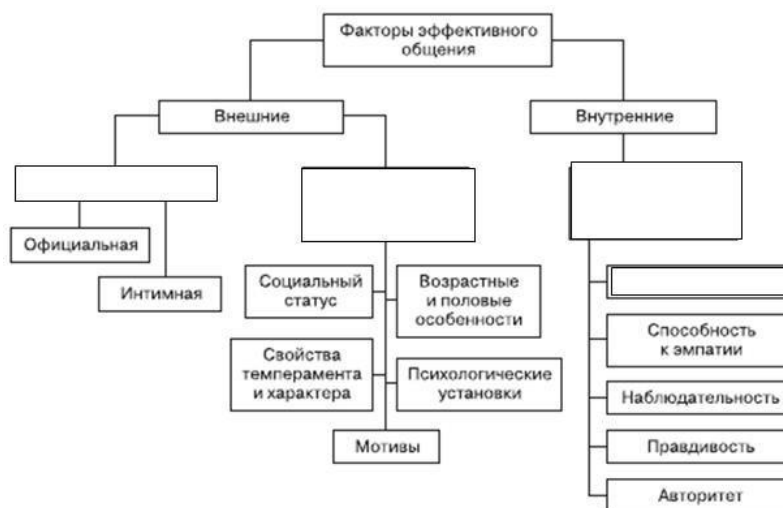 Факторы эффективного
общения
Внешние
Внутренние
Официальная
Интимная
Социальный
статус
Возрастные
и половые
особенности
Свойства
темперамента
и характера
Психологические
установки
Мотивы
Способность
к эмпатии
Наблюдательность
Правдивость
Авторитет